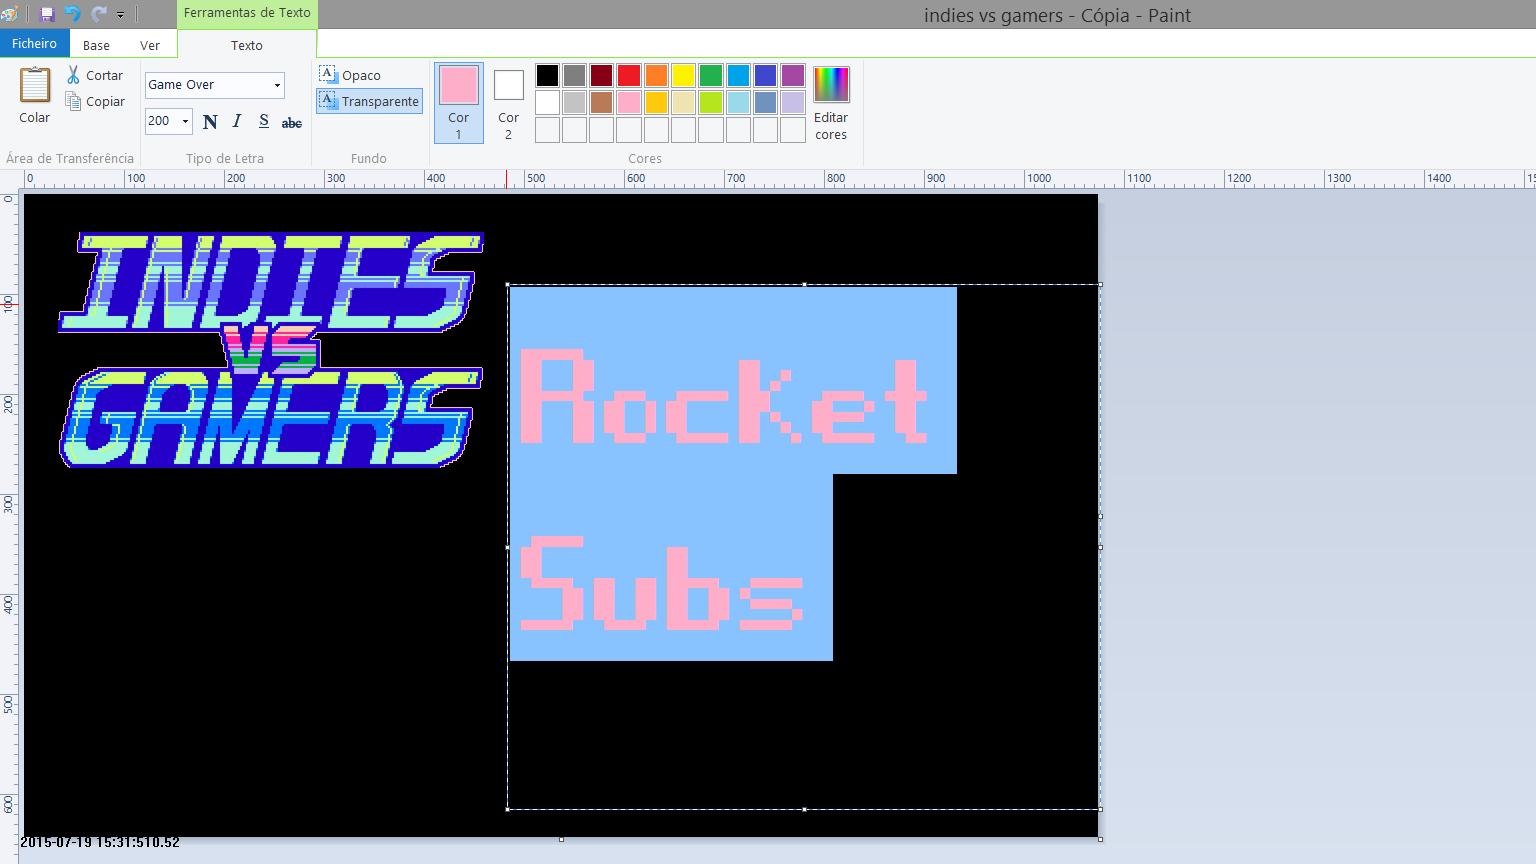 Ferramentas de Texto
indies vs gamers - Cópia - Paint
Ficheiro Base Ver Texto
Colar
Cortar
Copiar
Área de Transferência
Game Over
200 N I S abc
Tipo de Letra
A Opaco
A Transparente
Fundo
Cor 1
Cor 2
Editar cores
Cores
0 100 200 300 400 500 600 700 800 900 1000 1100 1200 1300 1400 15
0 100 200 300 400 500 600
INDIES
VS
GAMERS
Rocket
Subs
2015-07-19 15:31:510.52